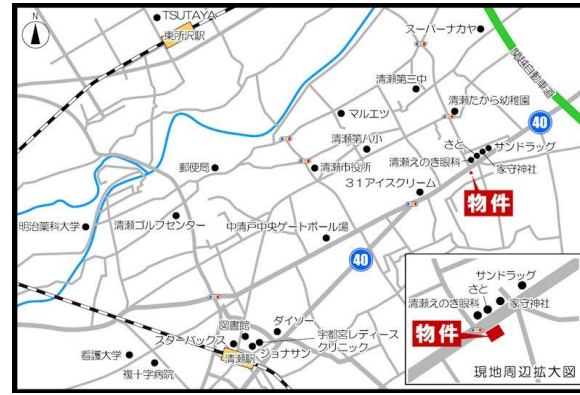 N
TSUTAYA
東所沢駅
スーパーナカヤ
関越自動車道
清瀬第三中
マルエツ
清瀬たから幼稚園
40
清瀬第八小
さと
サンドラッグ
郵便局
清瀬市役所
清瀬えのき眼科
家守神社
31アイスクリーム
物件
明治薬科大学
清瀬ゴルフセンター
中清戸中央ゲートボール場
40
サンドラッグ
さと
清瀬えのき眼科
家守神社
物件
現地周辺拡大図
図書館
ダイソー
スターバックス
宇都宮レディース
クリニック
清瀬駅
ジョナサン
看護大学
複十字病院